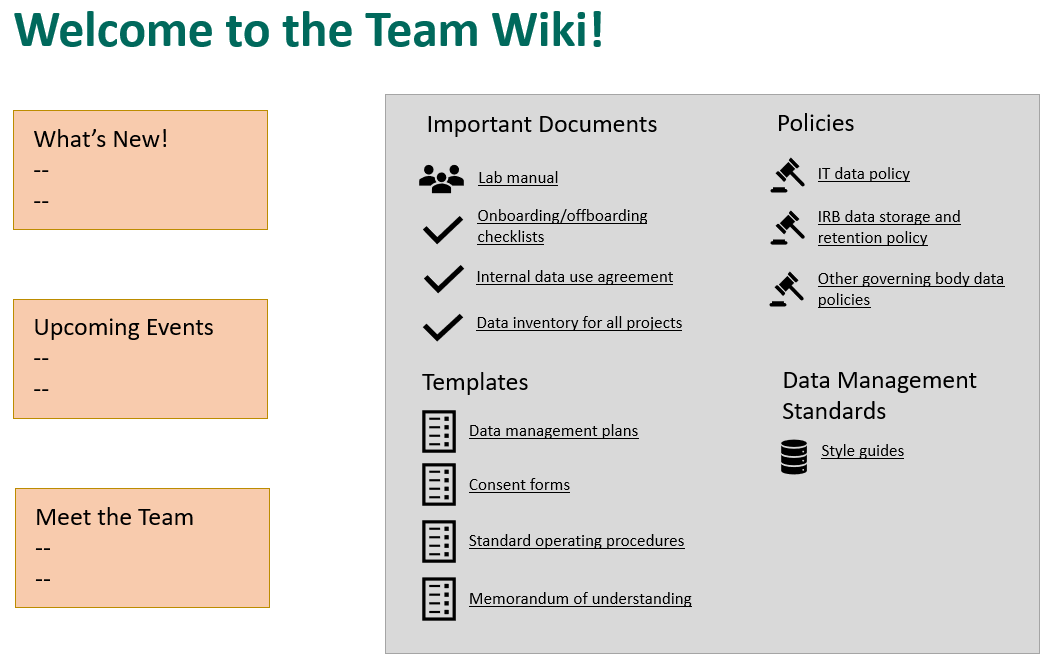 Welcome to the Team Wiki!
What's New!
--
--
Upcoming Events
--
--
Meet the Team
--
--
Important Documents
Lab manual
Onboarding/offboarding
checklists
Internal data use agreement
Data inventory for all projects
Templates
Data management plans
Consent forms
Standard operating procedures
Memorandum of understanding
Policies
IT data policy
IRB data storage and
retention policy
Other governing body data
policies
Data Management
Standards
Style guides